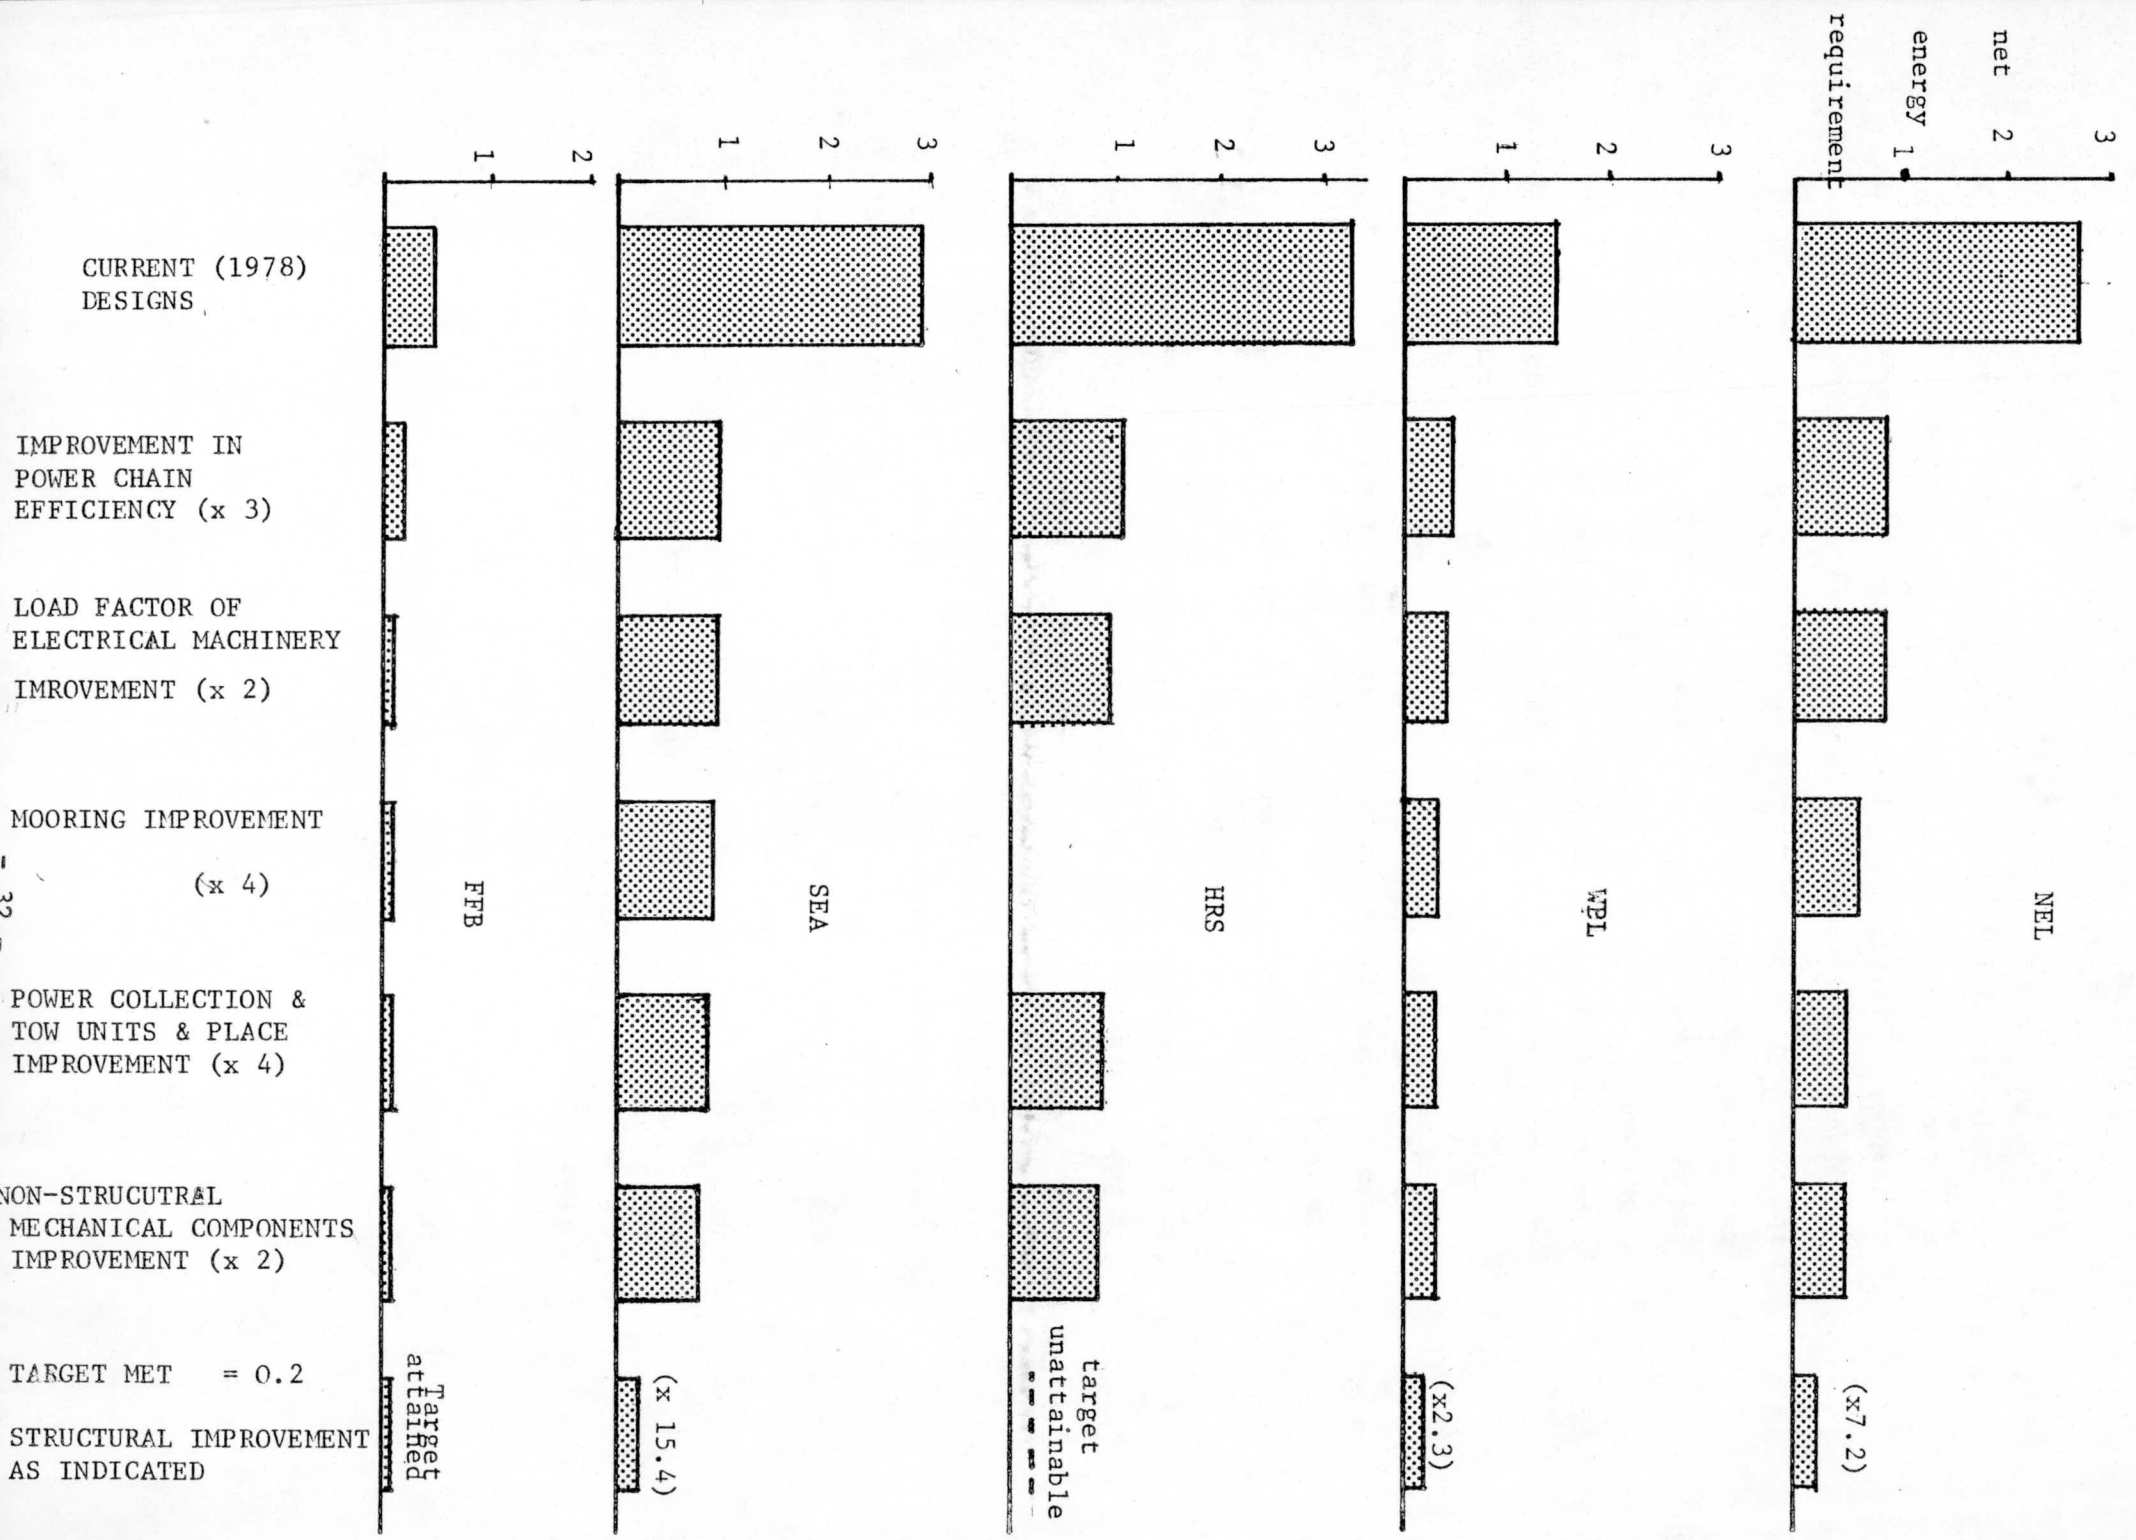 net
energy
requirement
1
2
3
NEL
1
2
3
WPL
1
2
3
HRS
1
2
3
SEA
1
2
FFB
CURRENT (1978)
DESIGNS
IMPROVEMENT IN
POWER CHAIN
EFFICIENCY (x 3)
LOAD FACTOR OF
ELECTRICAL MACHINERY
IMROVEMENT (x 2)
MOORING IMPROVEMENT
(x 4)
POWER COLLECTION &
TOW UNITS & PLACE
IMPROVEMENT (x 4)
NON-STRUCUTRAL
MECHANICAL COMPONENTS
IMPROVEMENT (x 2)
TARGET MET = 0.2
STRUCTURAL IMPROVEMENT
AS INDICATED
Target
attained
(x 15.4)
target
unattainable
(x2.3)
(x7.2)
- 32 -